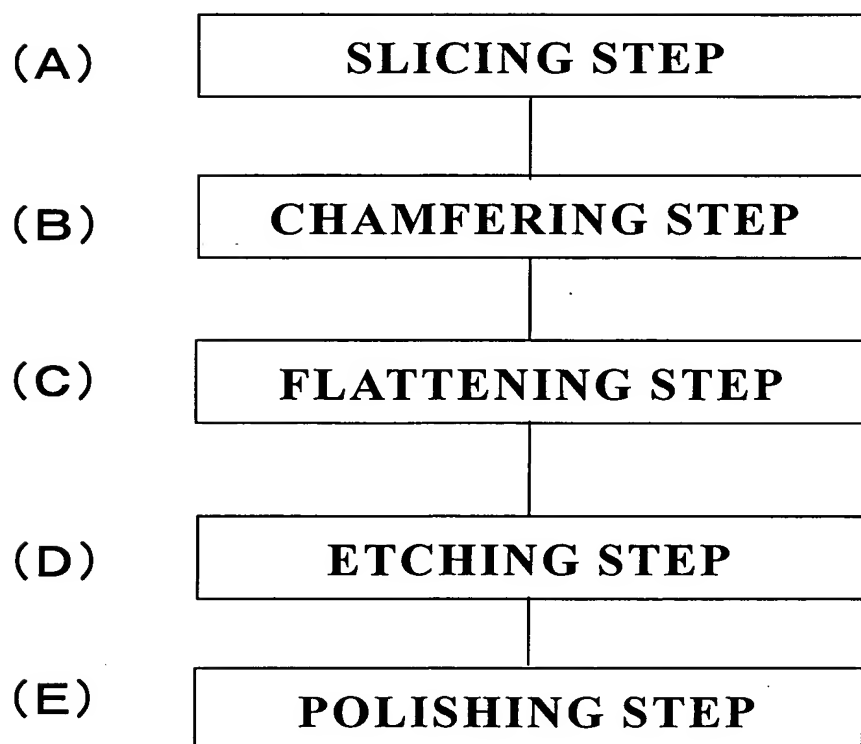 (A) SLICING STEP
(B) CHAMFERING STEP
(C) FLATTENING STEP
(D) ETCHING STEP
(E) POLISHING STEP